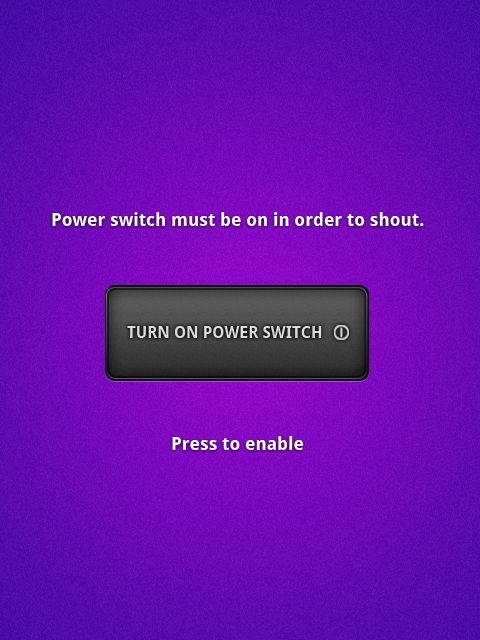 Power switch must be on in order to shout.
TURN ON POWER SWITCH
Press to enable